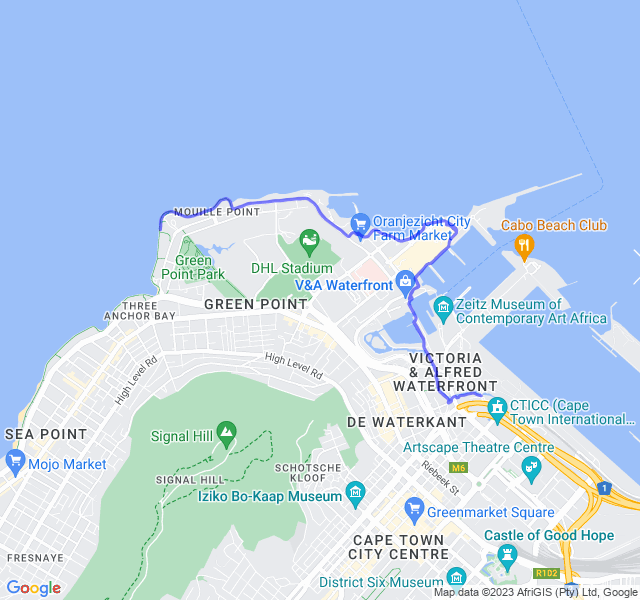 MOUILLE POINT
Oranjezicht City
Farm Market
Cabo Beach Club
Green
Point Park
DHL Stadium
V&A Waterfront
THREE
ANCHOR BAY
GREEN POINT
Zeitz Museum of
Contemporary Art Africa
High Level Rd
High Level Rd
VICTORIA
& ALFRED
WATERFRONT
CTICC (Cape
Town International...
DE WATERKANT
SEA POINT
Signal Hill
Artscape Theatre Centre
Mojo Market
SCHOTSCHE
KLOOF
Riebeek St
M6
SIGNAL HILL
1
Iziko Bo-Kaap Museum
Greenmarket Square
CAPE TOWN
CITY CENTRE
Castle of Good Hope
FRESNAYE
R102
District Six Museum
Google
Map data ©2023 AfriGIS (Pty) Ltd, Google